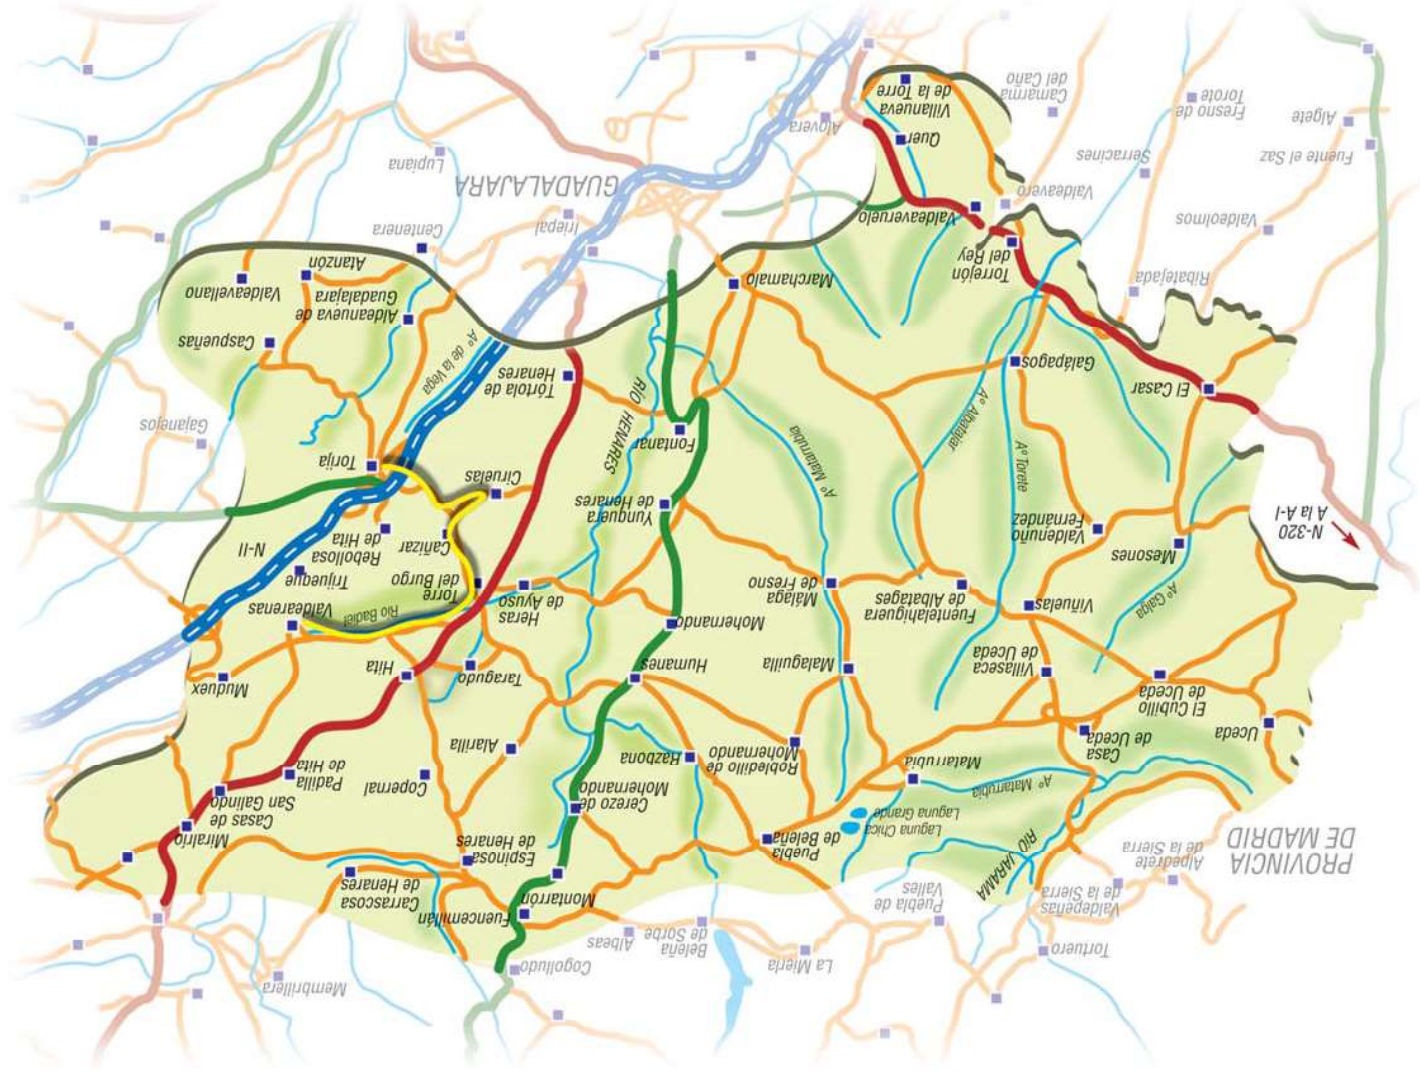 Membrillera
La Mierla
Cogolludo
Tortuero
Beleña
de Sorbe
Albeas
Valdepeñas
de la Sierra
Puebla de
Valles
Fuencemillán
Montarrón
Carrascosa
de Henares
Alpedrete
de la Sierra
PROVINCIA
DE MADRID
RÍO JARAMA
Puebla
de Beleña
Espinosa
de Henares
Miralrío
Laguna Chica
Laguna Grande
Cerezo de
Mohernando
Casas de
San Galindo
Aº Matarrubia
Matarrubia
Robledillo de
Mohernando
Razbona
Copernal
Padilla
de Hita
Casa
de Uceda
Uceda
Alarilla
El Cubillo
de Uceda
Muduex
Villaseca
de Uceda
Malaguilla
Humanes
Taragudo
Hita
Viñuelas
Mohernando
Fuentelahiguera
de Albatages
Málaga
de Fresno
Heras
de Ayuso
Torre
del Burgo
Río Badiel
Valdearenas
Trijueque
Aº Galga
Mesones
Valdenuño
Fernández
Cañizar
Rebollosa
de Hita
N-II
N-320
A la A-I
Yunquera
de Henares
Ciruelas
Aº Torete
Aº Albatajar
Aº Matarrubia
Torija
Fontanar
RÍO HENARES
Gajanejos
El Casar
Galápagos
Tórtola de
Henares
Aº de la Vega
Caspueñas
Aldeanueva de
Guadalajara
Valdeavellano
Atanzón
Marchamalo
Torrejón
del Rey
Ribatejada
Valdeolmos
Valdeaveruelo
Iriepal
Centenera
Valdeavero
GUADALAJARA
Serracines
Fuente el Saz
Lupiana
Quer
Alovera
Algete
Villanueva
de la Torre
Camarma
del Caño
Fresno de
Torote